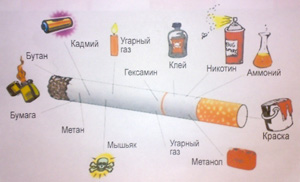 Кадмий
Угарный
газ
Клей
Никотин
Аммоний
Бутан
Гексамин
Бумага
Метан
Мышьяк
Угарный
газ
Метанол
Краска